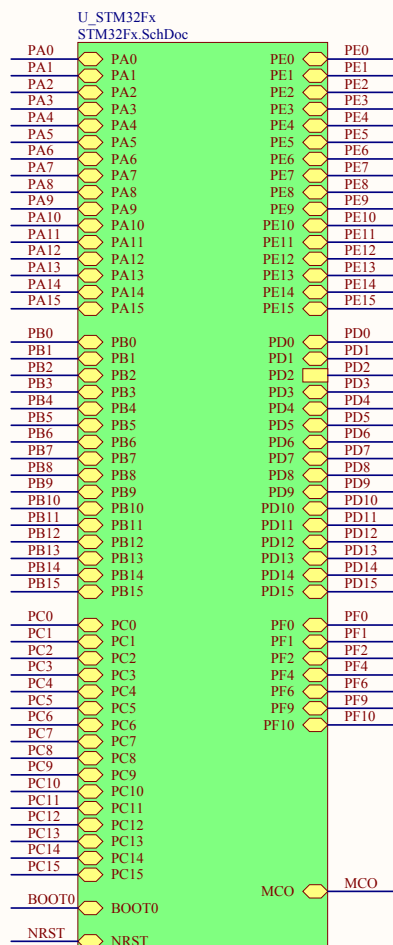 U_STM32Fx
STM32Fx.SchDoc
PA0 PA0 PE0 PE0
PA1 PA1 PE1 PE1
PA2 PA2 PE2 PE2
PA3 PA3 PE3 PE3
PA4 PA4 PE4 PE4
PA5 PA5 PE5 PE5
PA6 PA6 PE6 PE6
PA7 PA7 PE7 PE7
PA8 PA8 PE8 PE8
PA9 PA9 PE9 PE9
PA10 PA10 PE10 PE10
PA11 PA11 PE11 PE11
PA12 PA12 PE12 PE12
PA13 PA13 PE13 PE13
PA14 PA14 PE14 PE14
PA15 PA15 PE15 PE15
PB0 PB0 PD0 PD0
PB1 PB1 PD1 PD1
PB2 PB2 PD2 PD2
PB3 PB3 PD3 PD3
PB4 PB4 PD4 PD4
PB5 PB5 PD5 PD5
PB6 PB6 PD6 PD6
PB7 PB7 PD7 PD7
PB8 PB8 PD8 PD8
PB9 PB9 PD9 PD9
PB10 PB10 PD10 PD10
PB11 PB11 PD11 PD11
PB12 PB12 PD12 PD12
PB13 PB13 PD13 PD13
PB14 PB14 PD14 PD14
PB15 PB15 PD15 PD15
PC0 PC0 PF0 PF0
PC1 PC1 PF1 PF1
PC2 PC2 PF2 PF2
PC3 PC3 PF4 PF4
PC4 PC4 PF6 PF6
PC5 PC5 PF9 PF9
PC6 PC6 PF10 PF10
PC7 PC7
PC8 PC8
PC9 PC9
PC10 PC10
PC11 PC11
PC12 PC12
PC13 PC13
PC14 PC14
PC15 PC15
MCO MCO
BOOT0 BOOT0
NRST NRST